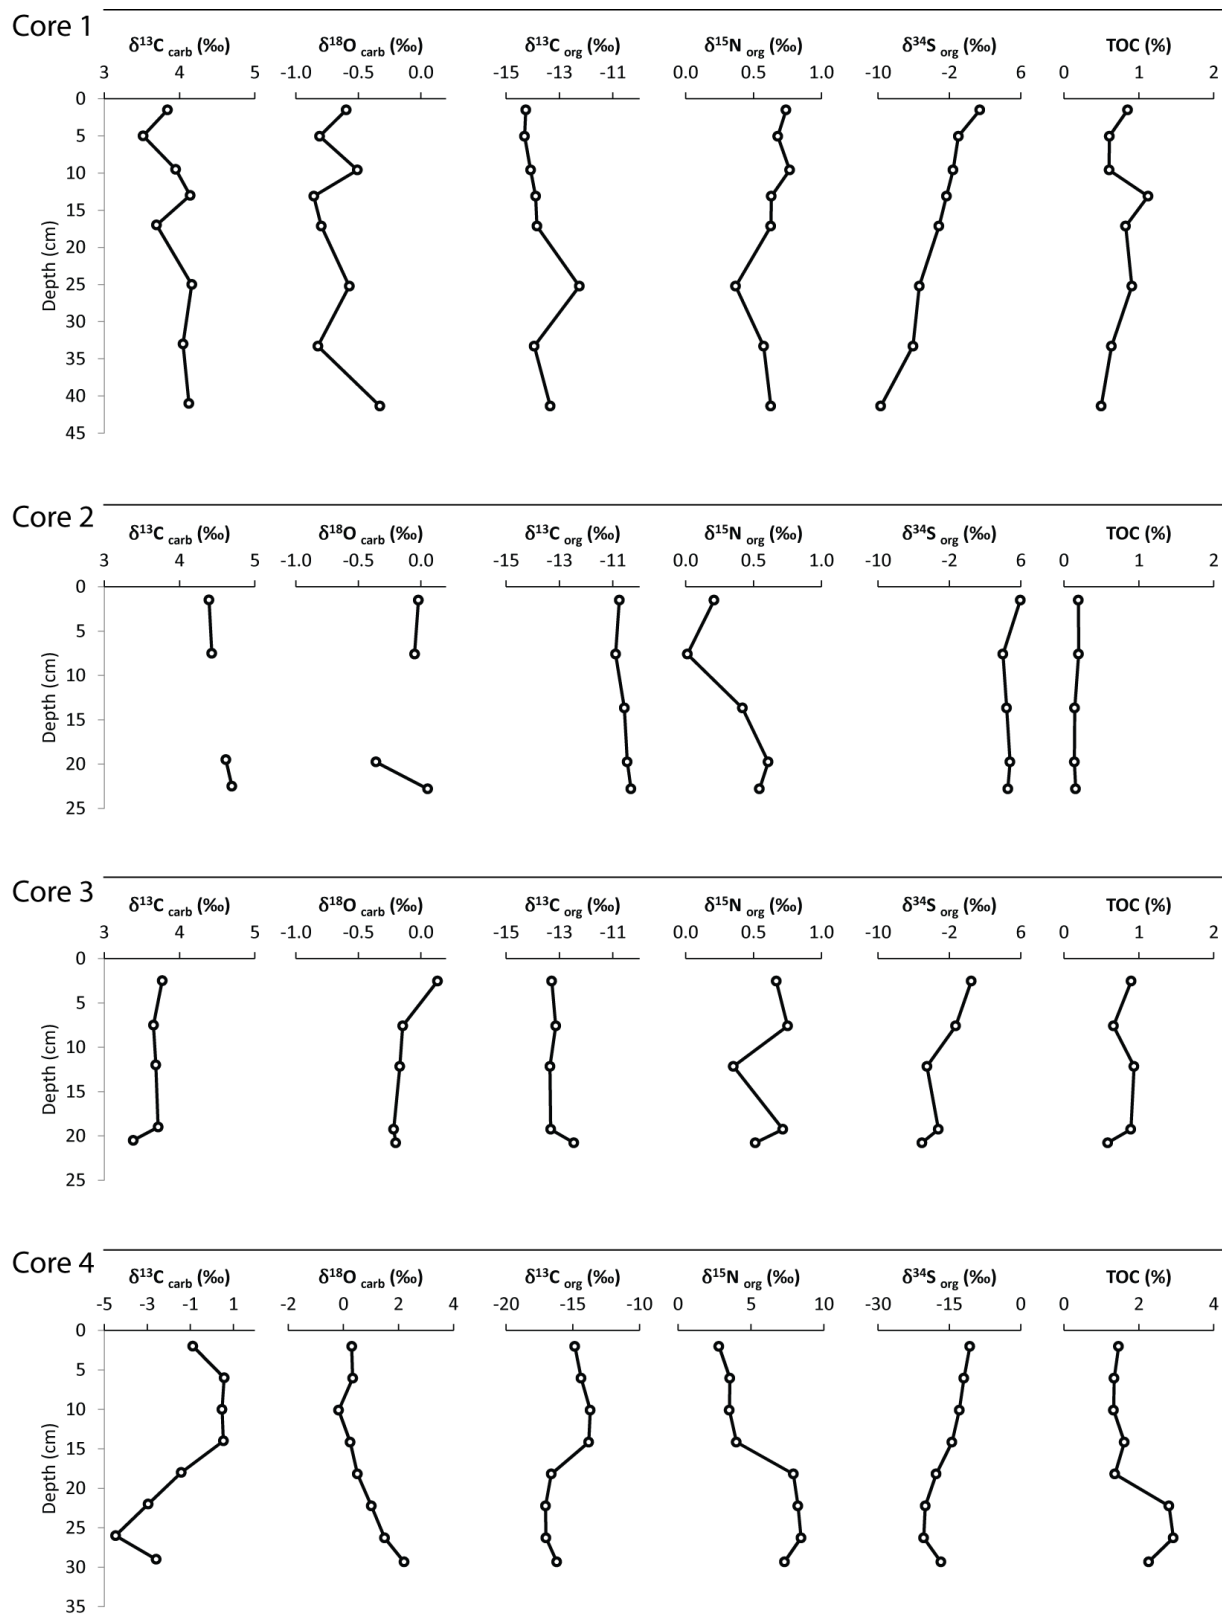 Core 1
δ13C carb (‰) δ18O carb (‰) δ13C org (‰) δ15N org (‰) δ34S org (‰) TOC (%)
3 4 5 -1.0 -0.5 0.0 -15 -13 -11 0.0 0.5 1.0 -10 -2 6 0 1 2
0
5
10
15
20
25
30
35
40
45
Depth (cm)
Core 2
δ13C carb (‰) δ18O carb (‰) δ13C org (‰) δ15N org (‰) δ34S org (‰) TOC (%)
3 4 5 -1.0 -0.5 0.0 -15 -13 -11 0.0 0.5 1.0 -10 -2 6 0 1 2
0
5
10
15
20
25
Depth (cm)
Core 3
δ13C carb (‰) δ18O carb (‰) δ13C org (‰) δ15N org (‰) δ34S org (‰) TOC (%)
3 4 5 -1.0 -0.5 0.0 -15 -13 -11 0.0 0.5 1.0 -10 -2 6 0 1 2
0
5
10
15
20
25
Depth (cm)
Core 4
δ13C carb (‰) δ18O carb (‰) δ13C org (‰) δ15N org (‰) δ34S org (‰) TOC (%)
-5 -3 -1 1 -2 0 2 4 -20 -15 -10 0 5 10 -30 -15 0 0 2 4
0
5
10
15
20
25
30
35
Depth (cm)